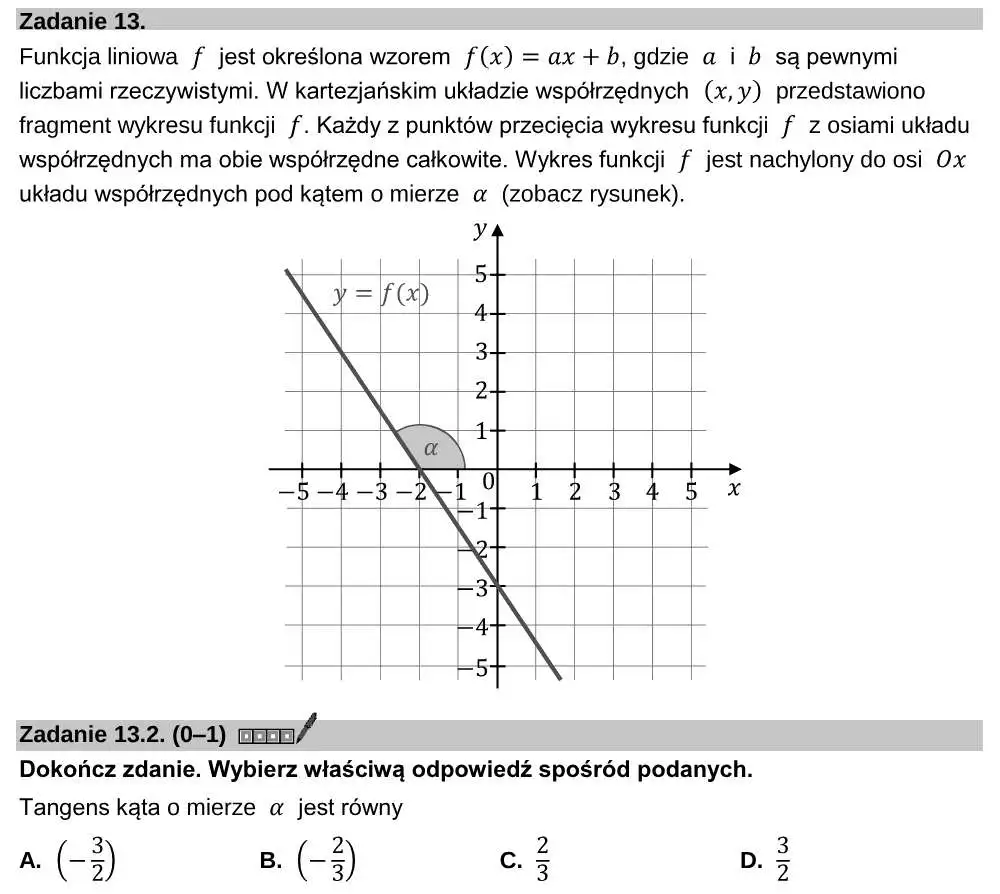 Zadanie 13.
Funkcja liniowa f jest określona wzorem f(x) = ax + b, gdzie a i b są pewnymi
liczbami rzeczywistymi. W kartezjańskim układzie współrzędnych (x, y) przedstawiono
fragment wykresu funkcji f. Każdy z punktów przecięcia wykresu funkcji f z osiami układu
współrzędnych ma obie współrzędne całkowite. Wykres funkcji f jest nachylony do osi Ox
układu współrzędnych pod kątem o mierze α (zobacz rysunek).
y
5
y = f(x)
4
3
2
1
α
−5 −4 −3 −2 −1 0 1 2 3 4 5 x
−1
−2
−3
−4
−5
Zadanie 13.2. (0–1)
Dokończ zdanie. Wybierz właściwą odpowiedź spośród podanych.
Tangens kąta o mierze α jest równy
A. (−3/2) B. (−2/3) C. 2/3 D. 3/2